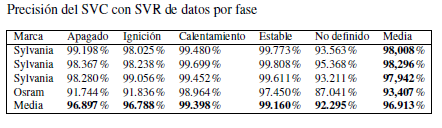 Precisión del SVC con SVR de datos por fase
Marca Apagado Ignición Calentamiento Estable No definido Media
Sylvania 99.198 % 98.025 % 99.480 % 99.773 % 93.563 % 98,008 %
Sylvania 98.367 % 98.238 % 99.699 % 99.808 % 95.368 % 98,296 %
Sylvania 98.280 % 99.056 % 99.452 % 99.611 % 93.211 % 97,942 %
Osram 91.744 % 91.836 % 98.964 % 97.450 % 87.041 % 93,407 %
Media 96.897 % 96.788 % 99.398 % 99.160 % 92.295 % 96.913 %